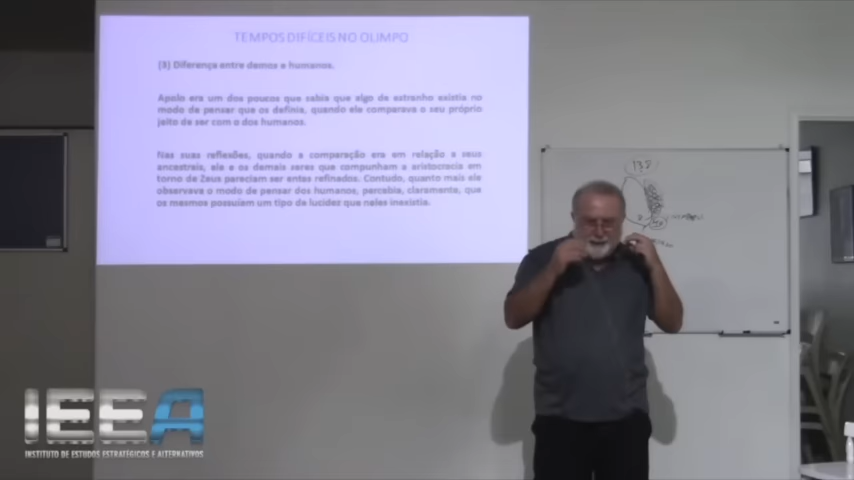 TEMPOS DIFÍCEIS NO OLIMPO
(3) Diferença entre demos e humanos.
Apolo era um dos poucos que sabia que algo de estranho existia no
modo de pensar que os definia, quando ele comparava o seu próprio
jeito de ser com o dos humanos.
Nas suas reflexões, quando a comparação era em relação a seus
ancestrais, ele e os demais seres que compunham a aristocracia em
torno de Zeus pareciam ser entes refinados. Contudo, quanto mais ele
observava o modo de pensar dos humanos, percebia, claramente, que
os mesmos possuíam um tipo de lucidez que neles inexistia.
IEEA
INSTITUTO DE ESTUDOS ESTRATÉGICOS E ALTERNATIVOS